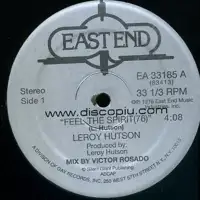 EAST END
Stereo
Side 1
EA 33185 A
33 1/3 RPM
www.discopiu.com
"FEEL THE SPIRIT(76)
(L. Hutson)
4:08
LEROY HUTSON
Produced by:
Leroy Hutson
MIX BY VICTOR ROSADO
ASCAP